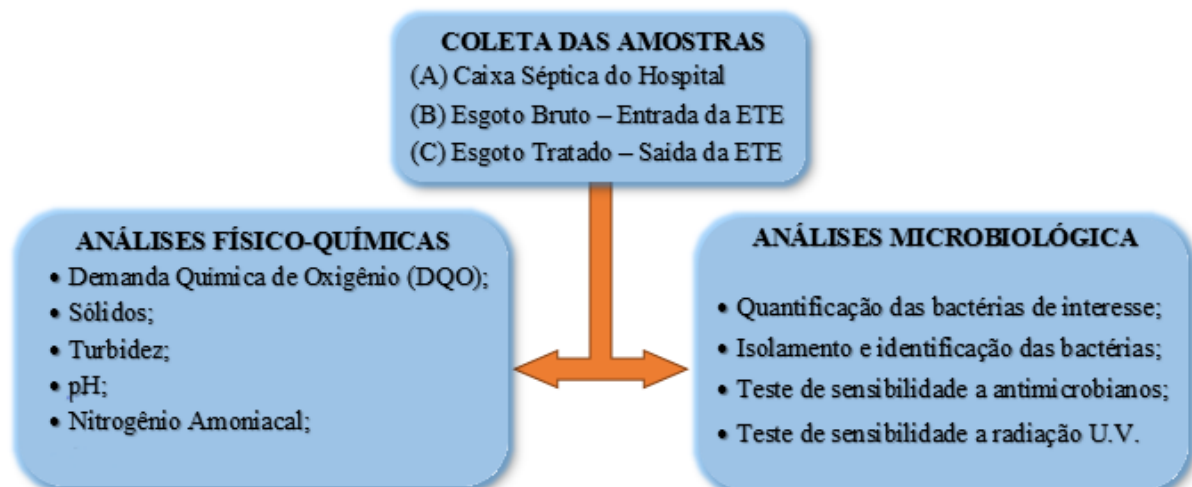 COLETA DAS AMOSTRAS
(A) Caixa Séptica do Hospital
(B) Esgoto Bruto – Entrada da ETE
(C) Esgoto Tratado – Saida da ETE
ANÁLISES FÍSICO-QUÍMICAS
• Demanda Química de Oxigênio (DQO);
• Sólidos;
• Turbidez;
• pH;
• Nitrogênio Amoniacal;
ANÁLISES MICROBIOLÓGICA
• Quantificação das bactérias de interesse;
• Isolamento e identificação das bactérias;
• Teste de sensibilidade a antimicrobianos;
• Teste de sensibilidade a radiação U.V.